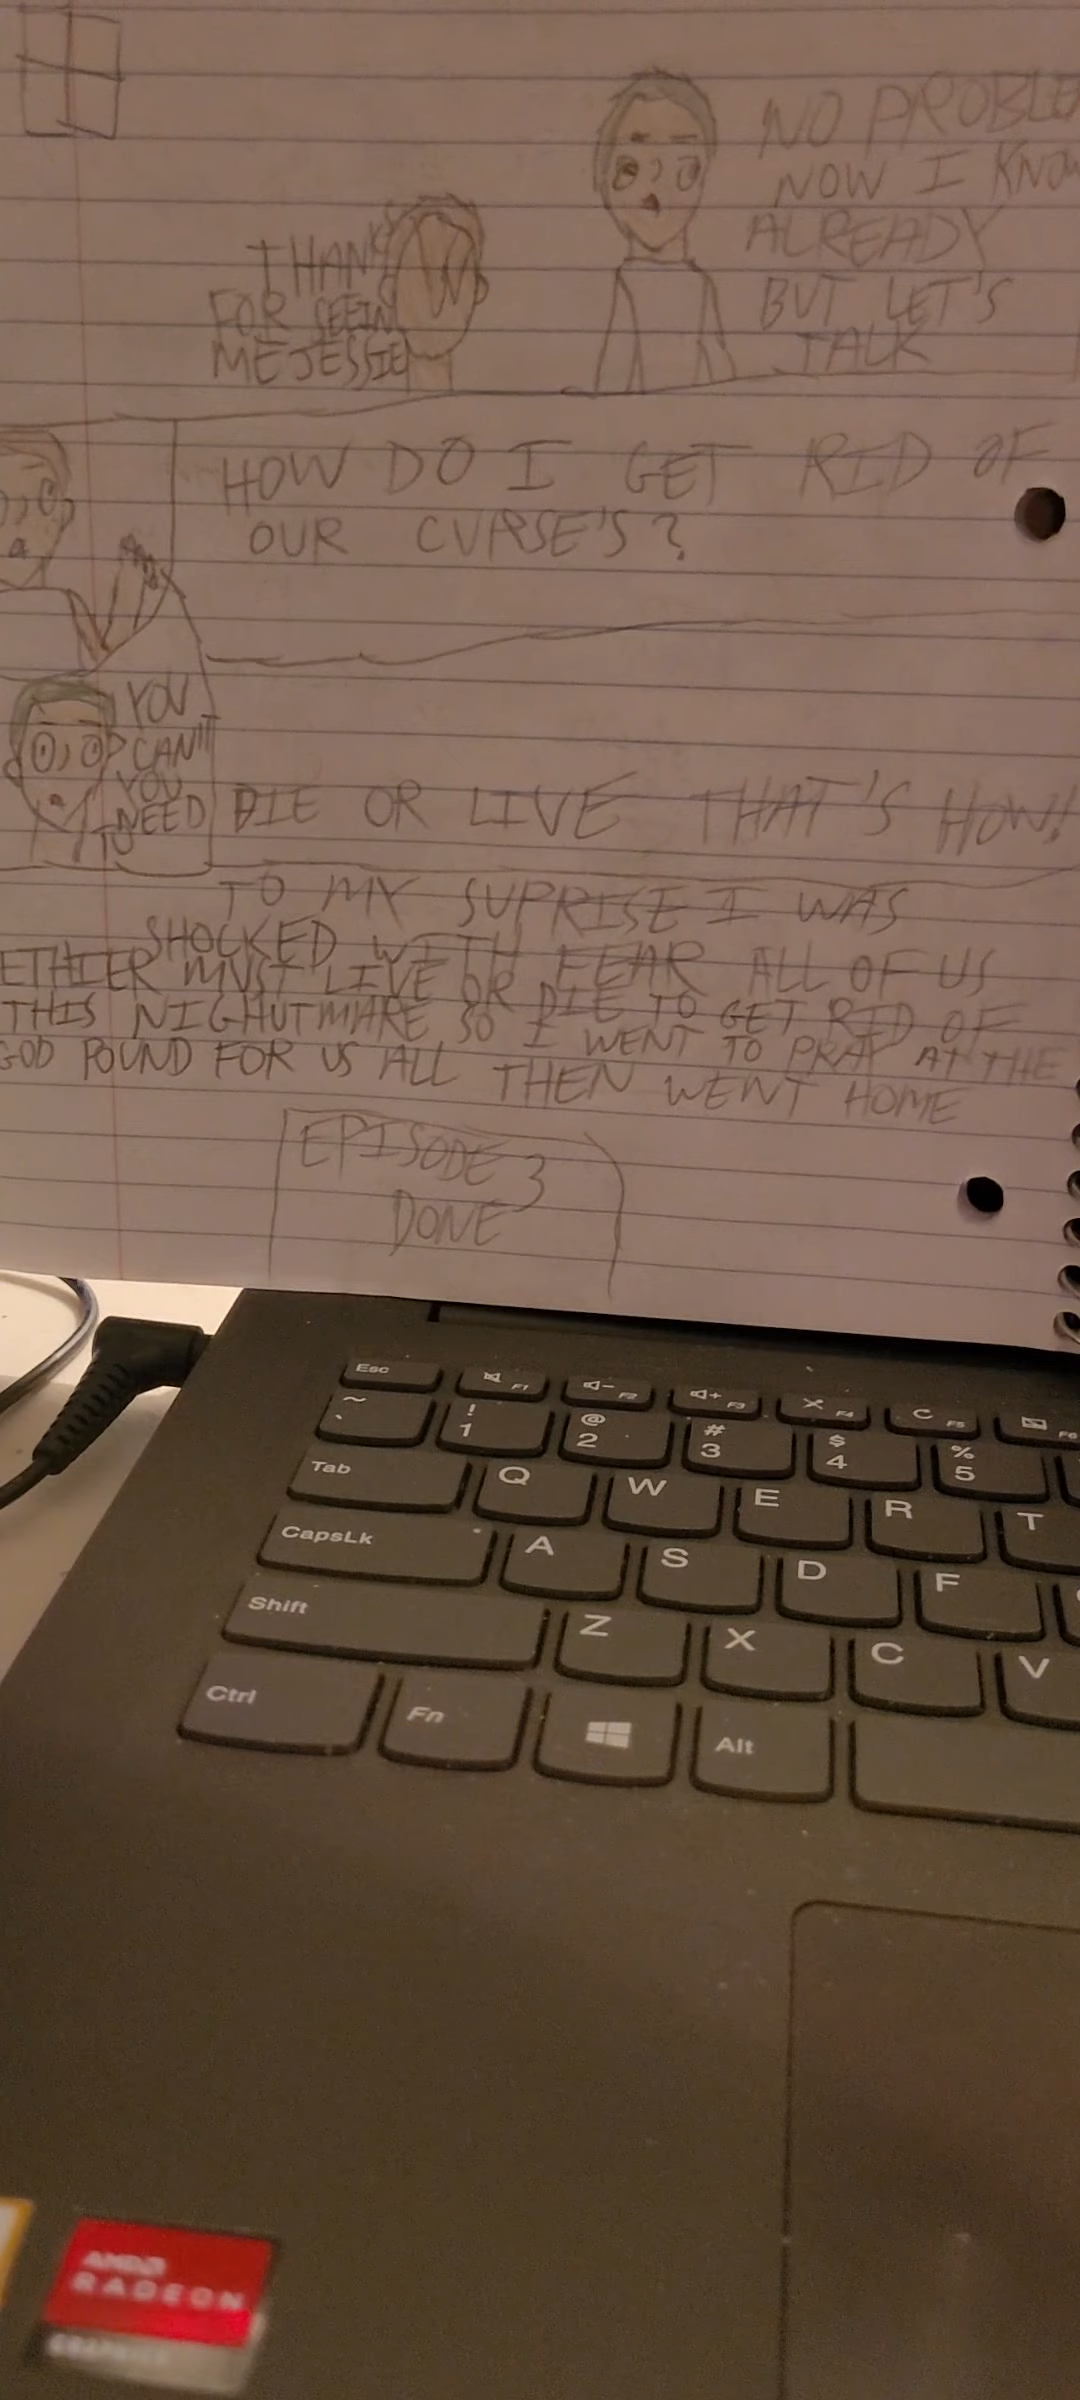 THANKS
FOR SEEING
ME JESSIE
NO PROBLE
NOW I KNOW
ALREADY
BUT LET'S
TALK
HOW DO I GET RID OF
OUR CURSE'S?
YOU
CAN'T
YOU
NEED
TO
DIE OR LIVE THAT'S HOW!
TO MY SUPRISE I WAS
SHOCKED WITH FEAR ALL OF US
ETHIER MUST LIVE OR DIE TO GET RID OF
THIS NIGHUTMARE SO I WENT TO PRAY AT THE
GOD POUND FOR US ALL THEN WENT HOME
EPISODE 3
DONE
Esc F1 F2 F3 F4 F5 F6
~ ! @ # $ %
` 1 2 3 4 5
Tab Q W E R T
CapsLk A S D F
Shift Z X C V
Ctrl Fn Alt
AMD
RADEON
GRAPHICS